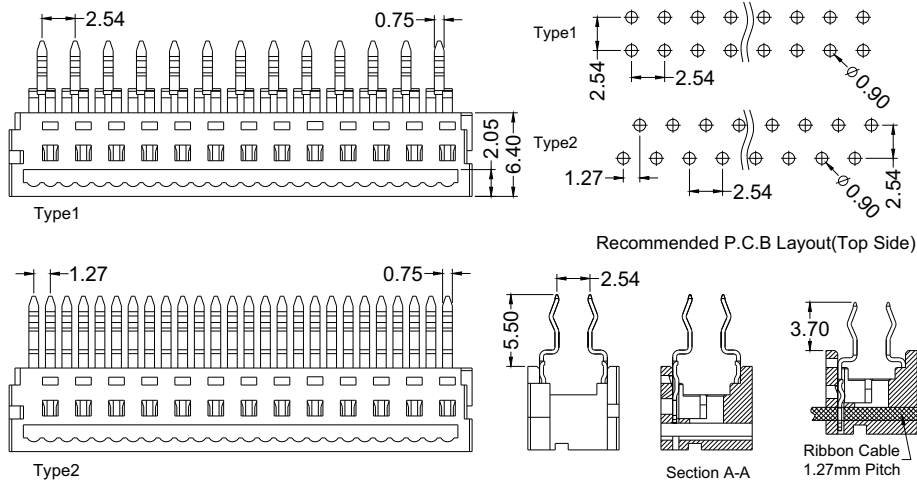 2.54
0.75
2.05
6.40
Type1
Type1
2.54
2.54
Ø0.90
Type2
1.27
2.54
2.54
Ø0.90
Recommended P.C.B Layout(Top Side)
1.27
0.75
Type2
2.54
5.50
Section A-A
3.70
Ribbon Cable
1.27mm Pitch